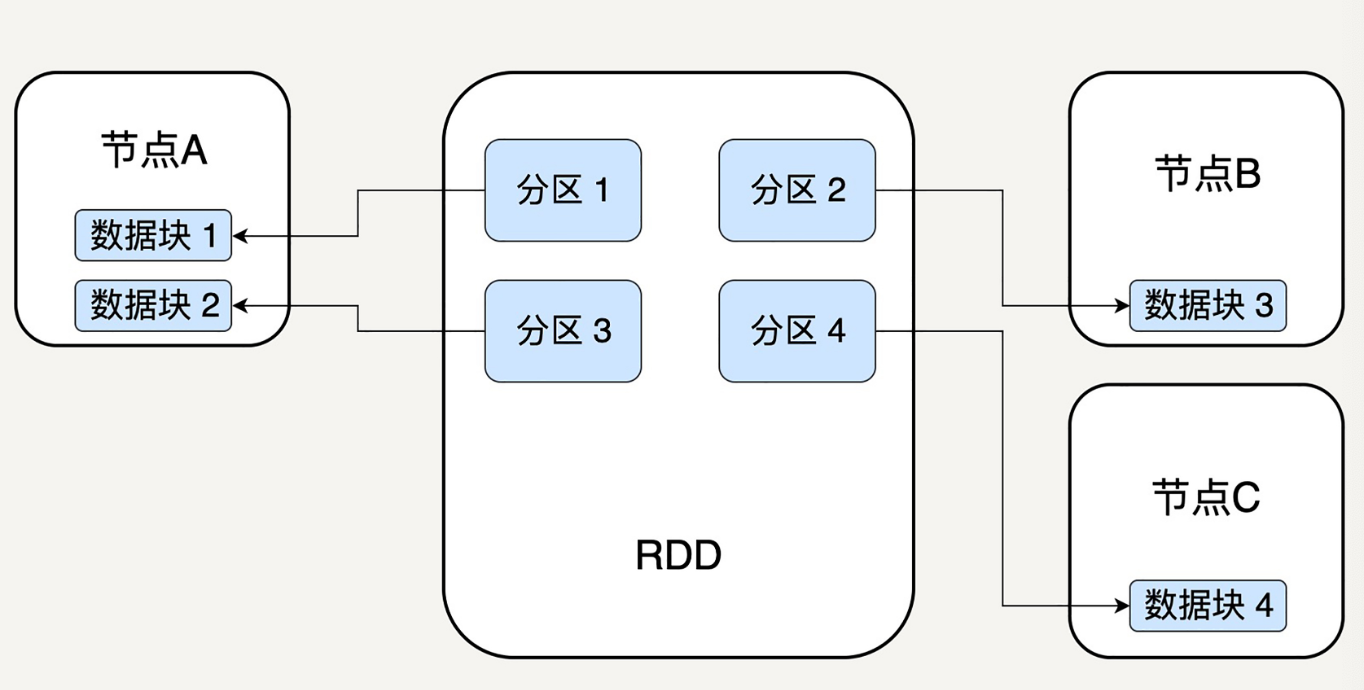 节点A
数据块 1
数据块 2
分区 1
分区 2
分区 3
分区 4
RDD
节点B
数据块 3
节点C
数据块 4